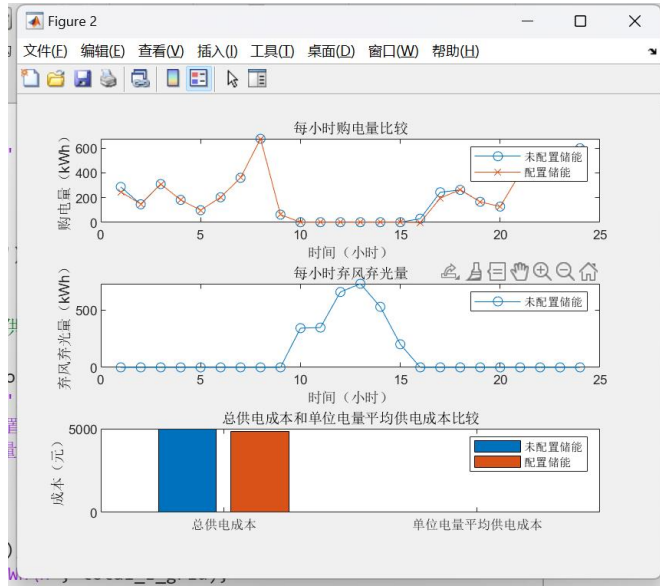 Figure 2
文件(F) 编辑(E) 查看(V) 插入(I) 工具(T) 桌面(D) 窗口(W) 帮助(H)
每小时购电量比较
购电量（kWh）
600
400
200
0
未配置储能
配置储能
0 5 10 15 20 25
时间（小时）
每小时弃风弃光量
弃风弃光量（kWh）
500
0
未配置储能
0 5 10 15 20 25
时间（小时）
总供电成本和单位电量平均供电成本比较
成本（元）
5000
0
未配置储能
配置储能
总供电成本 单位电量平均供电成本